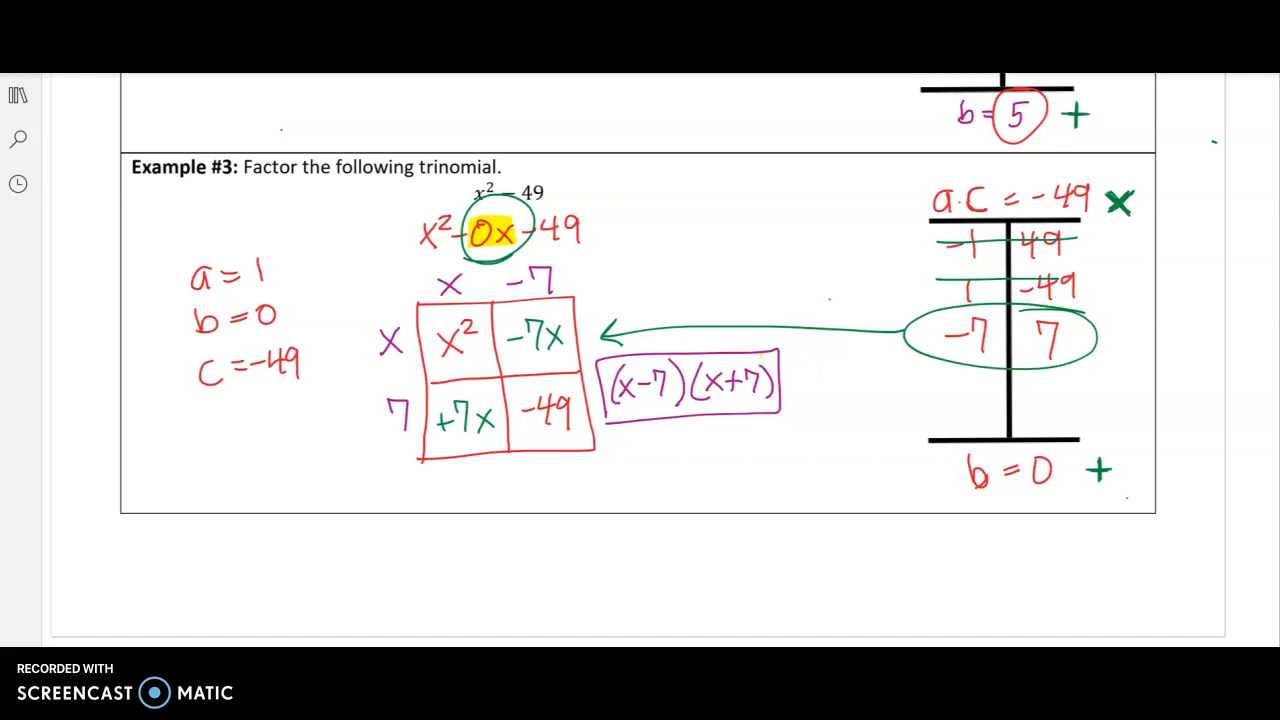 b = 5 +
Example #3: Factor the following trinomial.
x² − 49
x² - 0x - 49
a · c = -49 ×
-1 49
1 -49
-7 7
b = 0 +
a = 1
b = 0
c = -49
x -7
x x² -7x
7 +7x -49
(x-7)(x+7)
RECORDED WITH
SCREENCAST MATIC